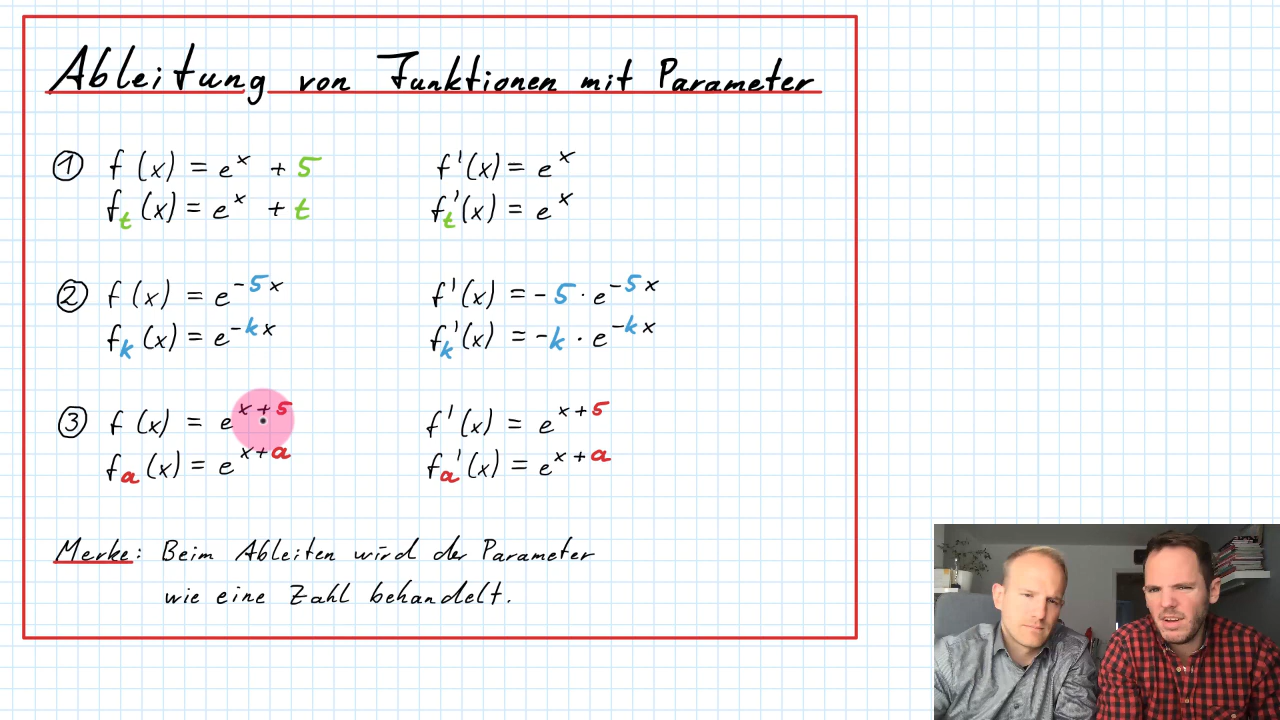 Ableitung von Funktionen mit Parameter
① f(x) = eˣ + 5 f'(x) = eˣ
fₜ(x) = eˣ + t fₜ'(x) = eˣ
② f(x) = e⁻⁵ˣ f'(x) = -5 · e⁻⁵ˣ
fₖ(x) = e⁻ᵏˣ fₖ'(x) = -k · e⁻ᵏˣ
③ f(x) = eˣ⁺⁵ f'(x) = eˣ⁺⁵
fₐ(x) = eˣ⁺ᵃ fₐ'(x) = eˣ⁺ᵃ
Merke: Beim Ableiten wird der Parameter
wie eine Zahl behandelt.